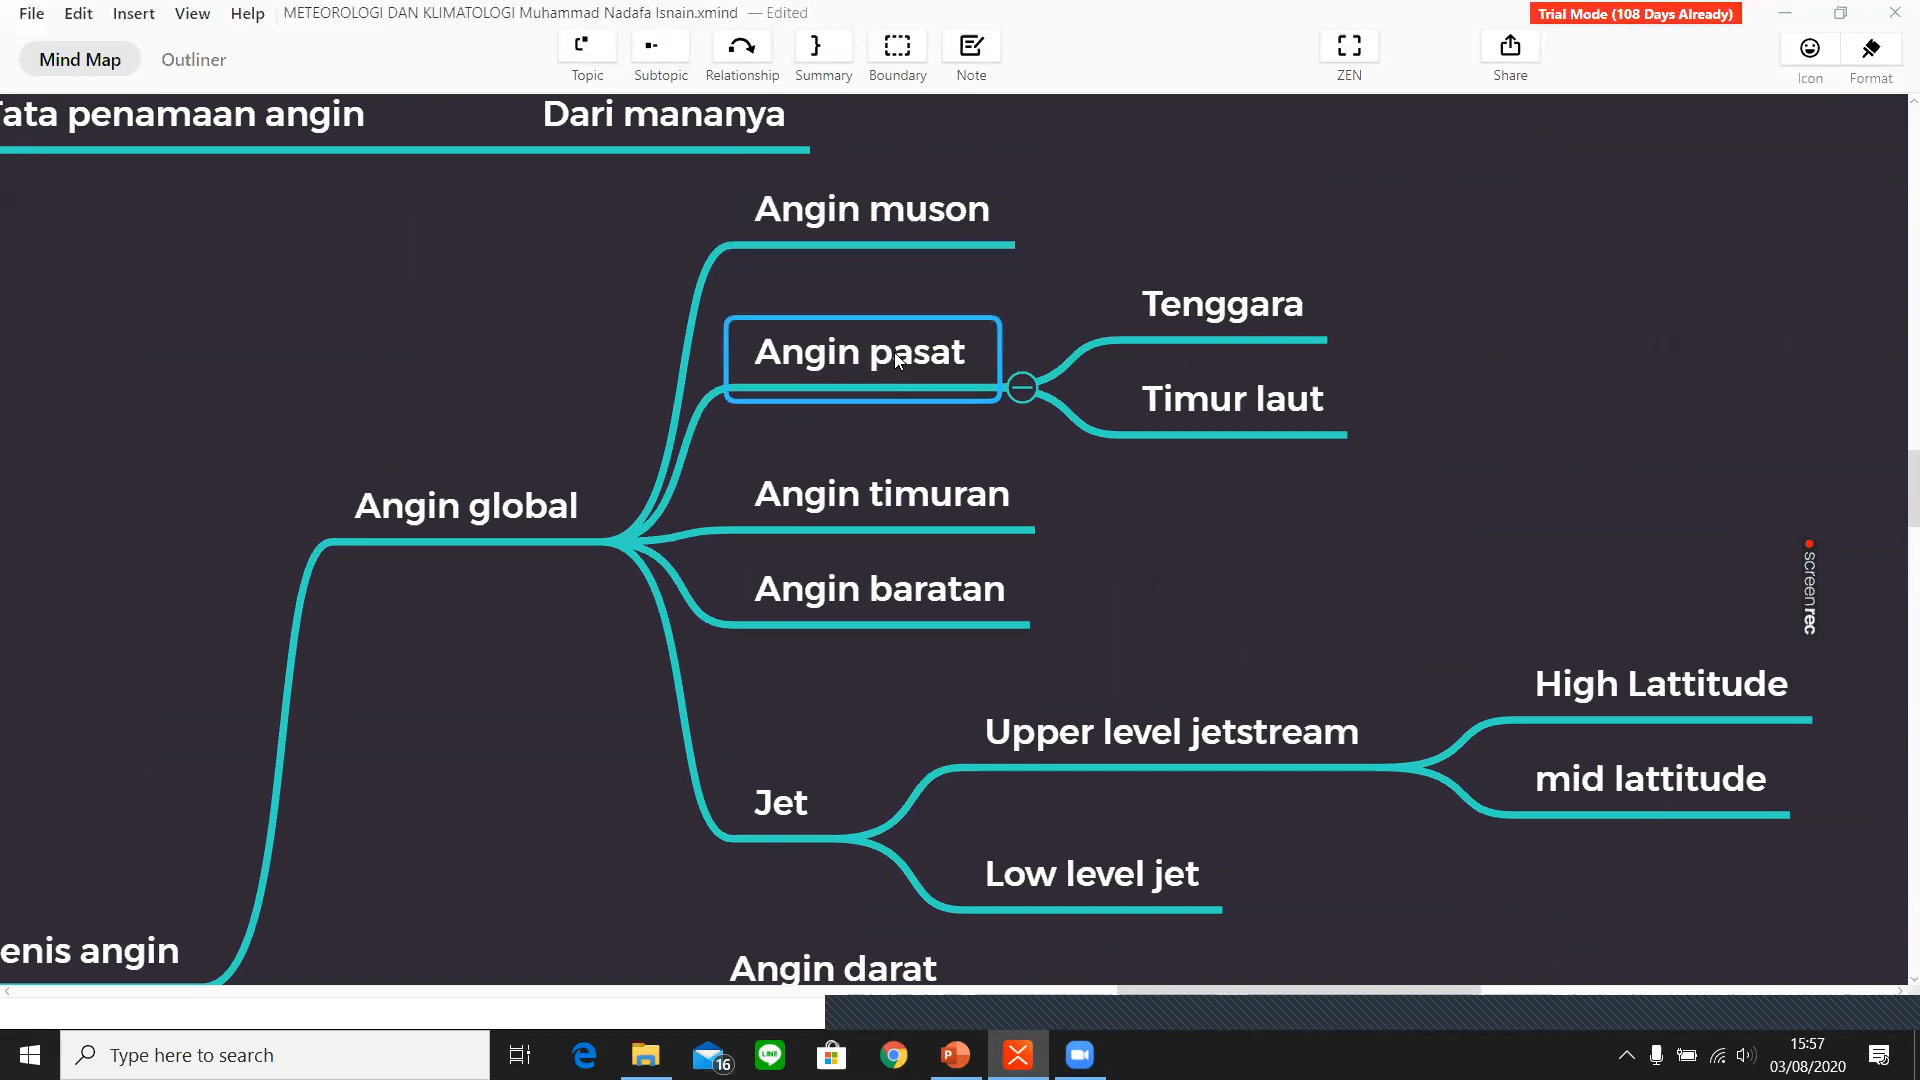 File Edit Insert View Help METEOROLOGI DAN KLIMATOLOGI Muhammad Nadafa Isnain.xmind — Edited Trial Mode (108 Days Already)
Mind Map Outliner Topic Subtopic Relationship Summary Boundary Note ZEN Share Icon Format
ata penamaan angin Dari mananya
Angin muson
Angin pasat
Tenggara
Timur laut
Angin timuran
Angin global
Angin baratan
screenrec
Jet
Upper level jetstream
High Lattitude
mid lattitude
Low level jet
enis angin
Angin darat
Type here to search
16
LINE
15:57
03/08/2020